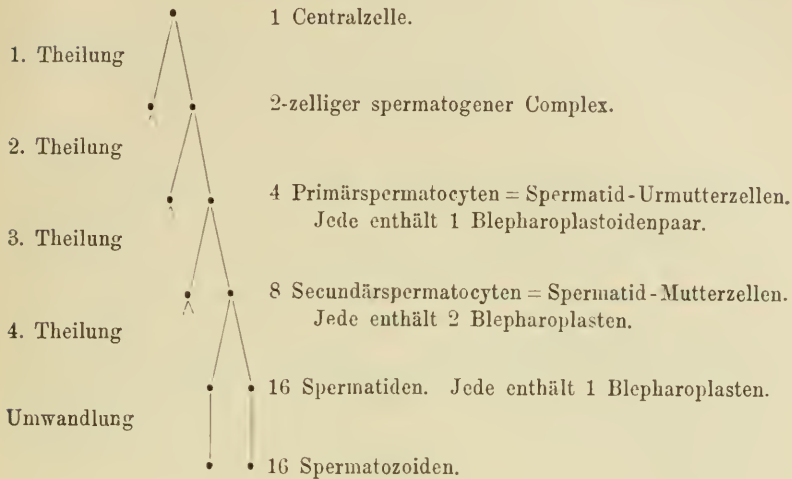 1 Centralzelle.
1. Theilung
2-zelliger spermatogener Complex.
2. Theilung
4 Primärspermatocyten = Spermatid-Urmutterzellen.
Jede enthält 1 Blepharoplastoidenpaar.
3. Theilung
8 Secundärspermatocyten = Spermatid-Mutterzellen.
Jede enthält 2 Blepharoplasten.
4. Theilung
16 Spermatiden. Jede enthält 1 Blepharoplasten.
Umwandlung
16 Spermatozoiden.